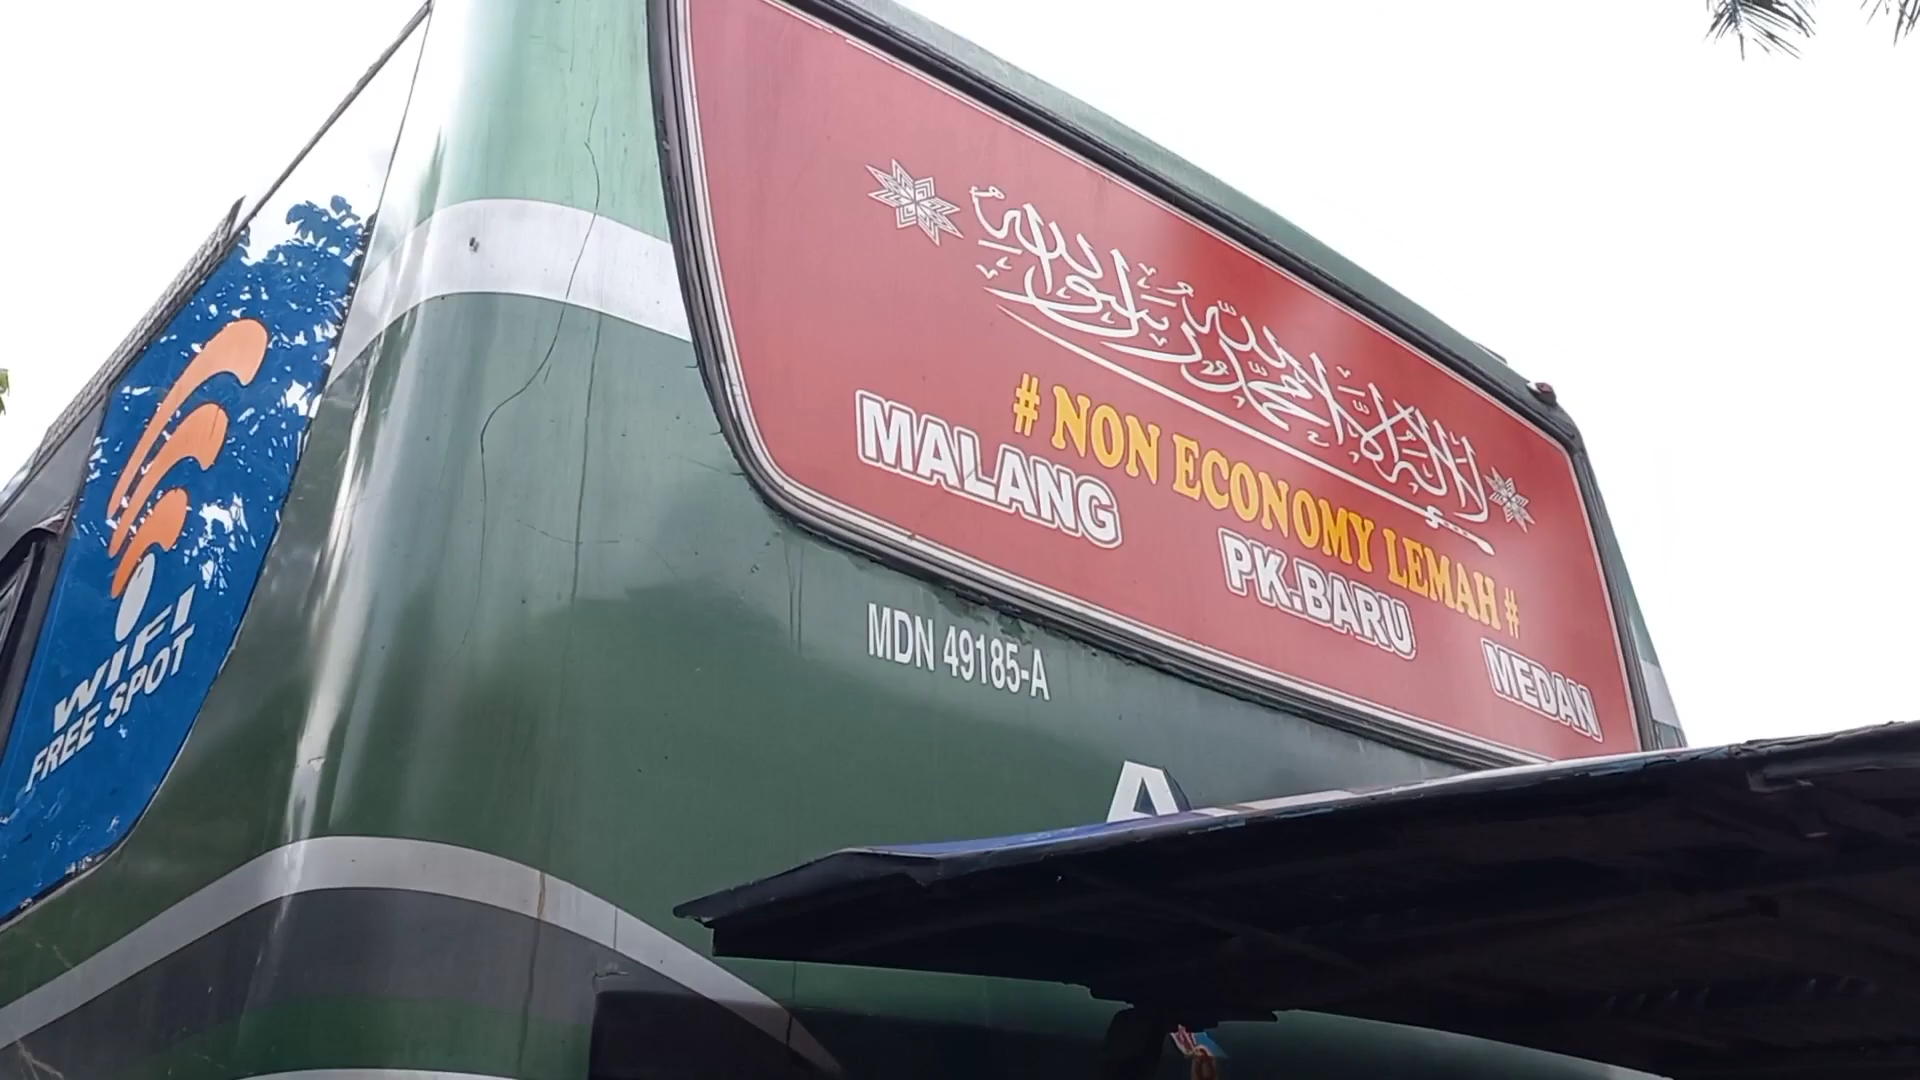 لا إله إلا الله محمد رسول الله
# NON ECONOMY LEMAH #
MALANG
PK.BARU
MEDAN
MDN 49185-A
A
WIFI
FREE SPOT